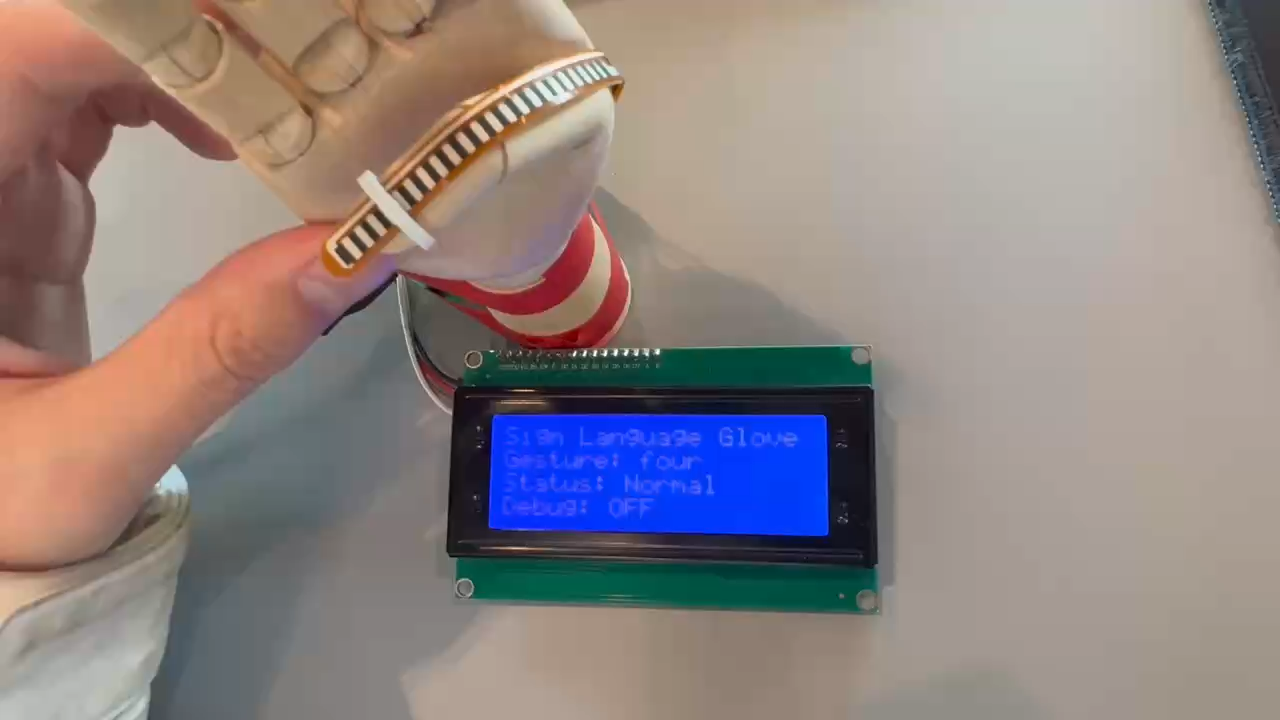 Sign Language Glove
Gesture: four
Status: Normal
Debug: OFF